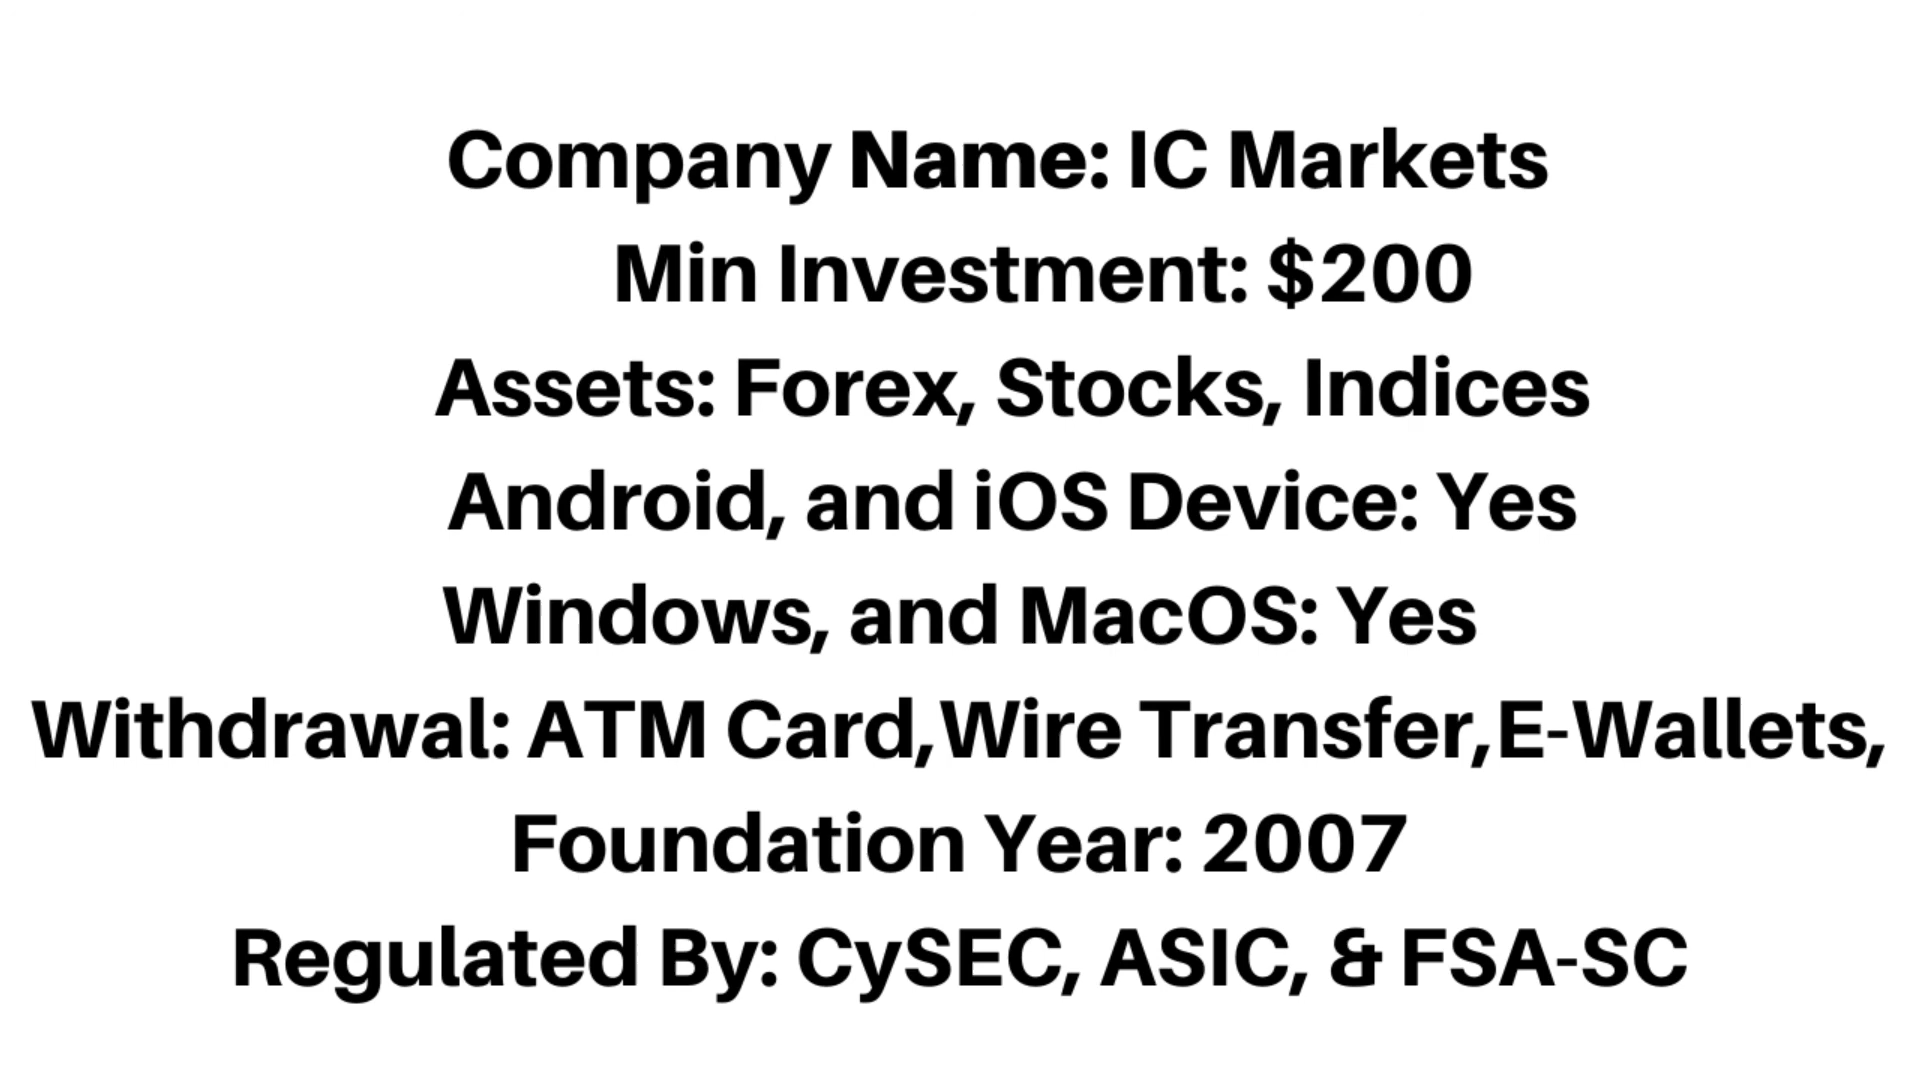 Company Name: IC Markets
Min Investment: $200
Assets: Forex, Stocks, Indices
Android, and iOS Device: Yes
Windows, and MacOS: Yes
Withdrawal: ATM Card,Wire Transfer,E-Wallets,
Foundation Year: 2007
Regulated By: CySEC, ASIC, & FSA-SC